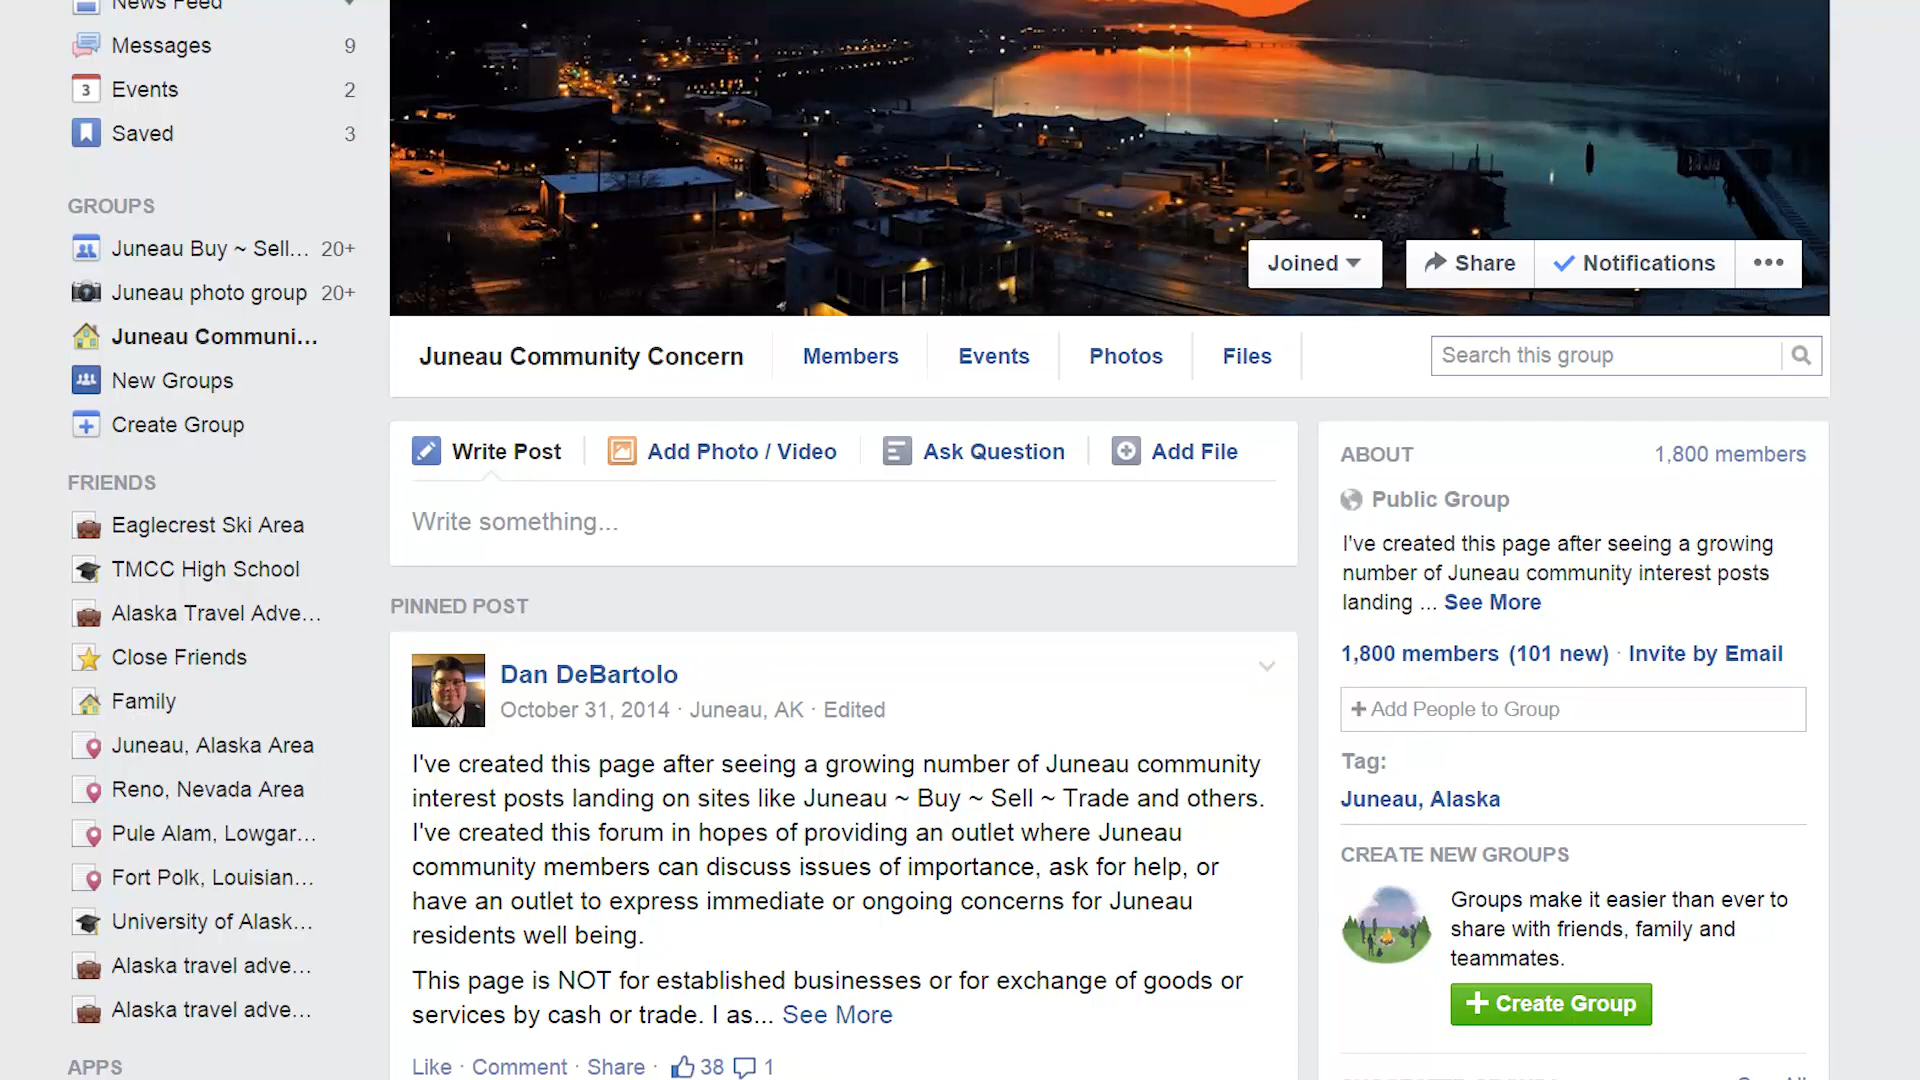 News Feed
Messages 9
3 Events 2
Saved 3
GROUPS
Juneau Buy ~ Sell... 20+
Juneau photo group 20+
Juneau Communi...
New Groups
Create Group
FRIENDS
Eaglecrest Ski Area
TMCC High School
Alaska Travel Adve...
Close Friends
Family
Juneau, Alaska Area
Reno, Nevada Area
Pule Alam, Lowgar...
Fort Polk, Louisian...
University of Alask...
Alaska travel adve...
Alaska travel adve...
APPS
Joined Share Notifications
Juneau Community Concern Members Events Photos Files Search this group
Write Post Add Photo / Video Ask Question Add File
Write something...
PINNED POST
Dan DeBartolo
October 31, 2014 · Juneau, AK · Edited
I've created this page after seeing a growing number of Juneau community
interest posts landing on sites like Juneau ~ Buy ~ Sell ~ Trade and others.
I've created this forum in hopes of providing an outlet where Juneau
community members can discuss issues of importance, ask for help, or
have an outlet to express immediate or ongoing concerns for Juneau
residents well being.
This page is NOT for established businesses or for exchange of goods or
services by cash or trade. I as... See More
Like · Comment · Share · 38 1
ABOUT 1,800 members
Public Group
I've created this page after seeing a growing
number of Juneau community interest posts
landing ... See More
1,800 members (101 new) · Invite by Email
+ Add People to Group
Tag:
Juneau, Alaska
CREATE NEW GROUPS
Groups make it easier than ever to
share with friends, family and
teammates.
+ Create Group